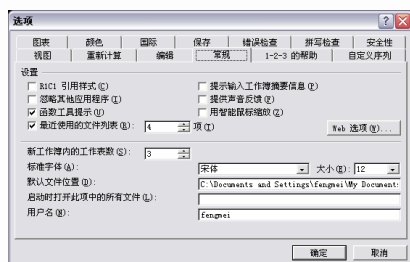 选项
图表 颜色 国际 保存 错误检查 拼写检查 安全性
视图 重新计算 编辑 常规 1-2-3 的帮助 自定义序列
设置
R1C1 引用样式(C) 提示输入工作簿摘要信息(P)
忽略其他应用程序(I) 提供声音反馈(F)
函数工具提示(U) 用智能鼠标缩放(Z)
最近使用的文件列表(R): 4 项(T) Web 选项(W)...
新工作簿内的工作表数(S): 3
标准字体(A): 宋体 大小(E): 12
默认文件位置(D): C:\Documents and Settings\fengmei\My Document:
启动时打开此项中的所有文件(L):
用户名(N): fengmei
确定 取消